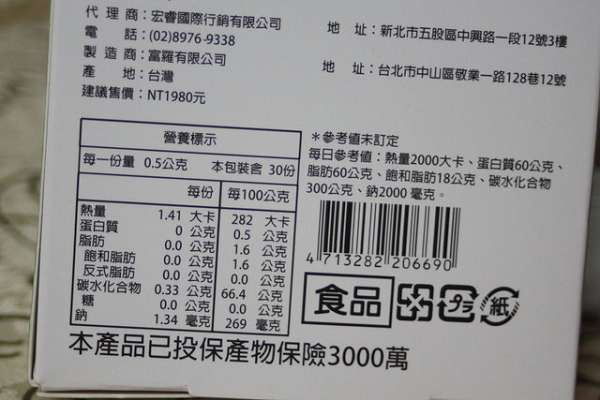 代理商：宏睿國際行銷有限公司
電話：(02)8976-9338
地址：新北市五股區中興路一段12號3樓
製造商：富羅有限公司
地址：台北市中山區敬業一路128巷12號
產地：台灣
建議售價：NT1980元
營養標示
每一份量 0.5公克 本包裝含 30份
每份 每100公克
熱量 1.41 大卡 282 大卡
蛋白質 0 公克 0.5 公克
脂肪 0.0 公克 1.6 公克
飽和脂肪 0.0 公克 1.6 公克
反式脂肪 0.0 公克 0.0 公克
碳水化合物 0.33 公克 66.4 公克
糖 0.0 公克 0.0 公克
鈉 1.34 毫克 269 毫克
＊參考值未訂定
每日參考值：熱量2000大卡、蛋白質60公克、
脂肪60公克、飽和脂肪18公克、碳水化合物
300公克、鈉2000 毫克。
4 713282 206690
食品
プラ
紙
本產品已投保產物保險3000萬